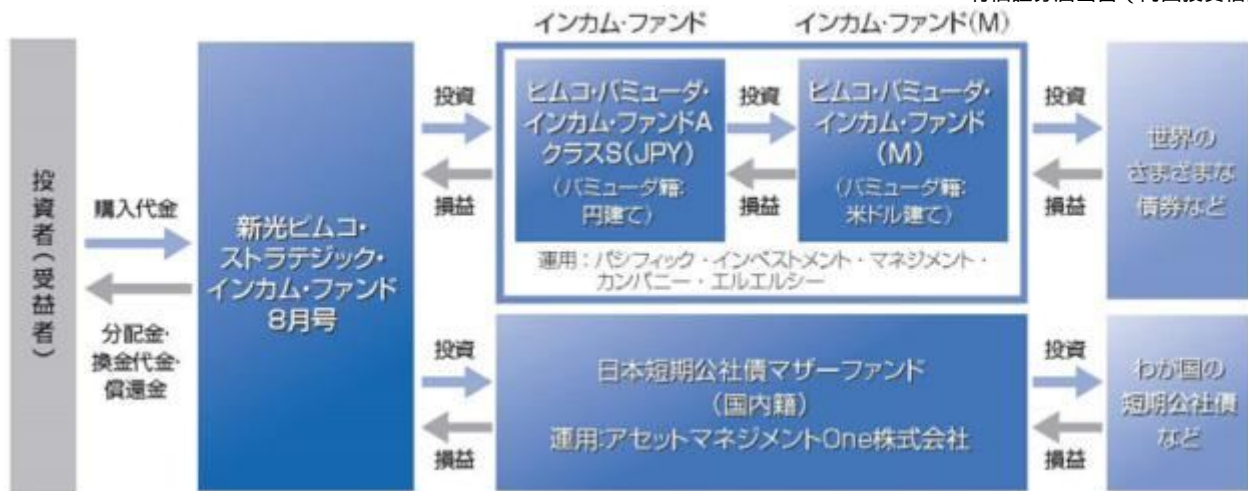 インカム・ファンド
インカム・ファンド(M)
投資者(受益者)
購入代金
分配金・
換金代金・
償還金
新光ピムコ・
ストラテジック・
インカム・ファンド
8月号
投資
損益
ピムコ・バミューダ・
インカム・ファンドA
クラスS(JPY)
(バミューダ籍:
円建て)
投資
損益
ピムコ・バミューダ・
インカム・ファンド
(M)
(バミューダ籍:
米ドル建て)
運用:パシフィック・インベストメント・マネジメント・
カンパニー・エルエルシー
投資
損益
世界の
さまざまな
債券など
投資
損益
日本短期公社債マザーファンド
(国内籍)
運用:アセットマネジメントOne株式会社
投資
損益
わが国の
短期公社債
など